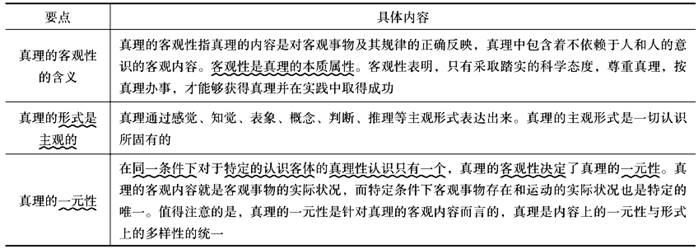 要点
具体内容
真理的客观性
的含义
真理的客观性指真理的内容是对客观事物及其规律的正确反映，真理中包含着不依赖于人和人的意
识的客观内容。客观性是真理的本质属性。客观性表明，只有采取踏实的科学态度，尊重真理，按
真理办事，才能够获得真理并在实践中取得成功
真理的形式是
主观的
真理通过感觉、知觉、表象、概念、判断、推理等主观形式表达出来。真理的主观形式是一切认识
所固有的
真理的一元性
在同一条件下对于特定的认识客体的真理性认识只有一个，真理的客观性决定了真理的一元性。真
理的客观内容就是客观事物的实际状况，而特定条件下客观事物存在和运动的实际状况也是特定的
唯一。值得注意的是，真理的一元性是针对真理的客观内容而言的，真理是内容上的一元性与形式
上的多样性的统一